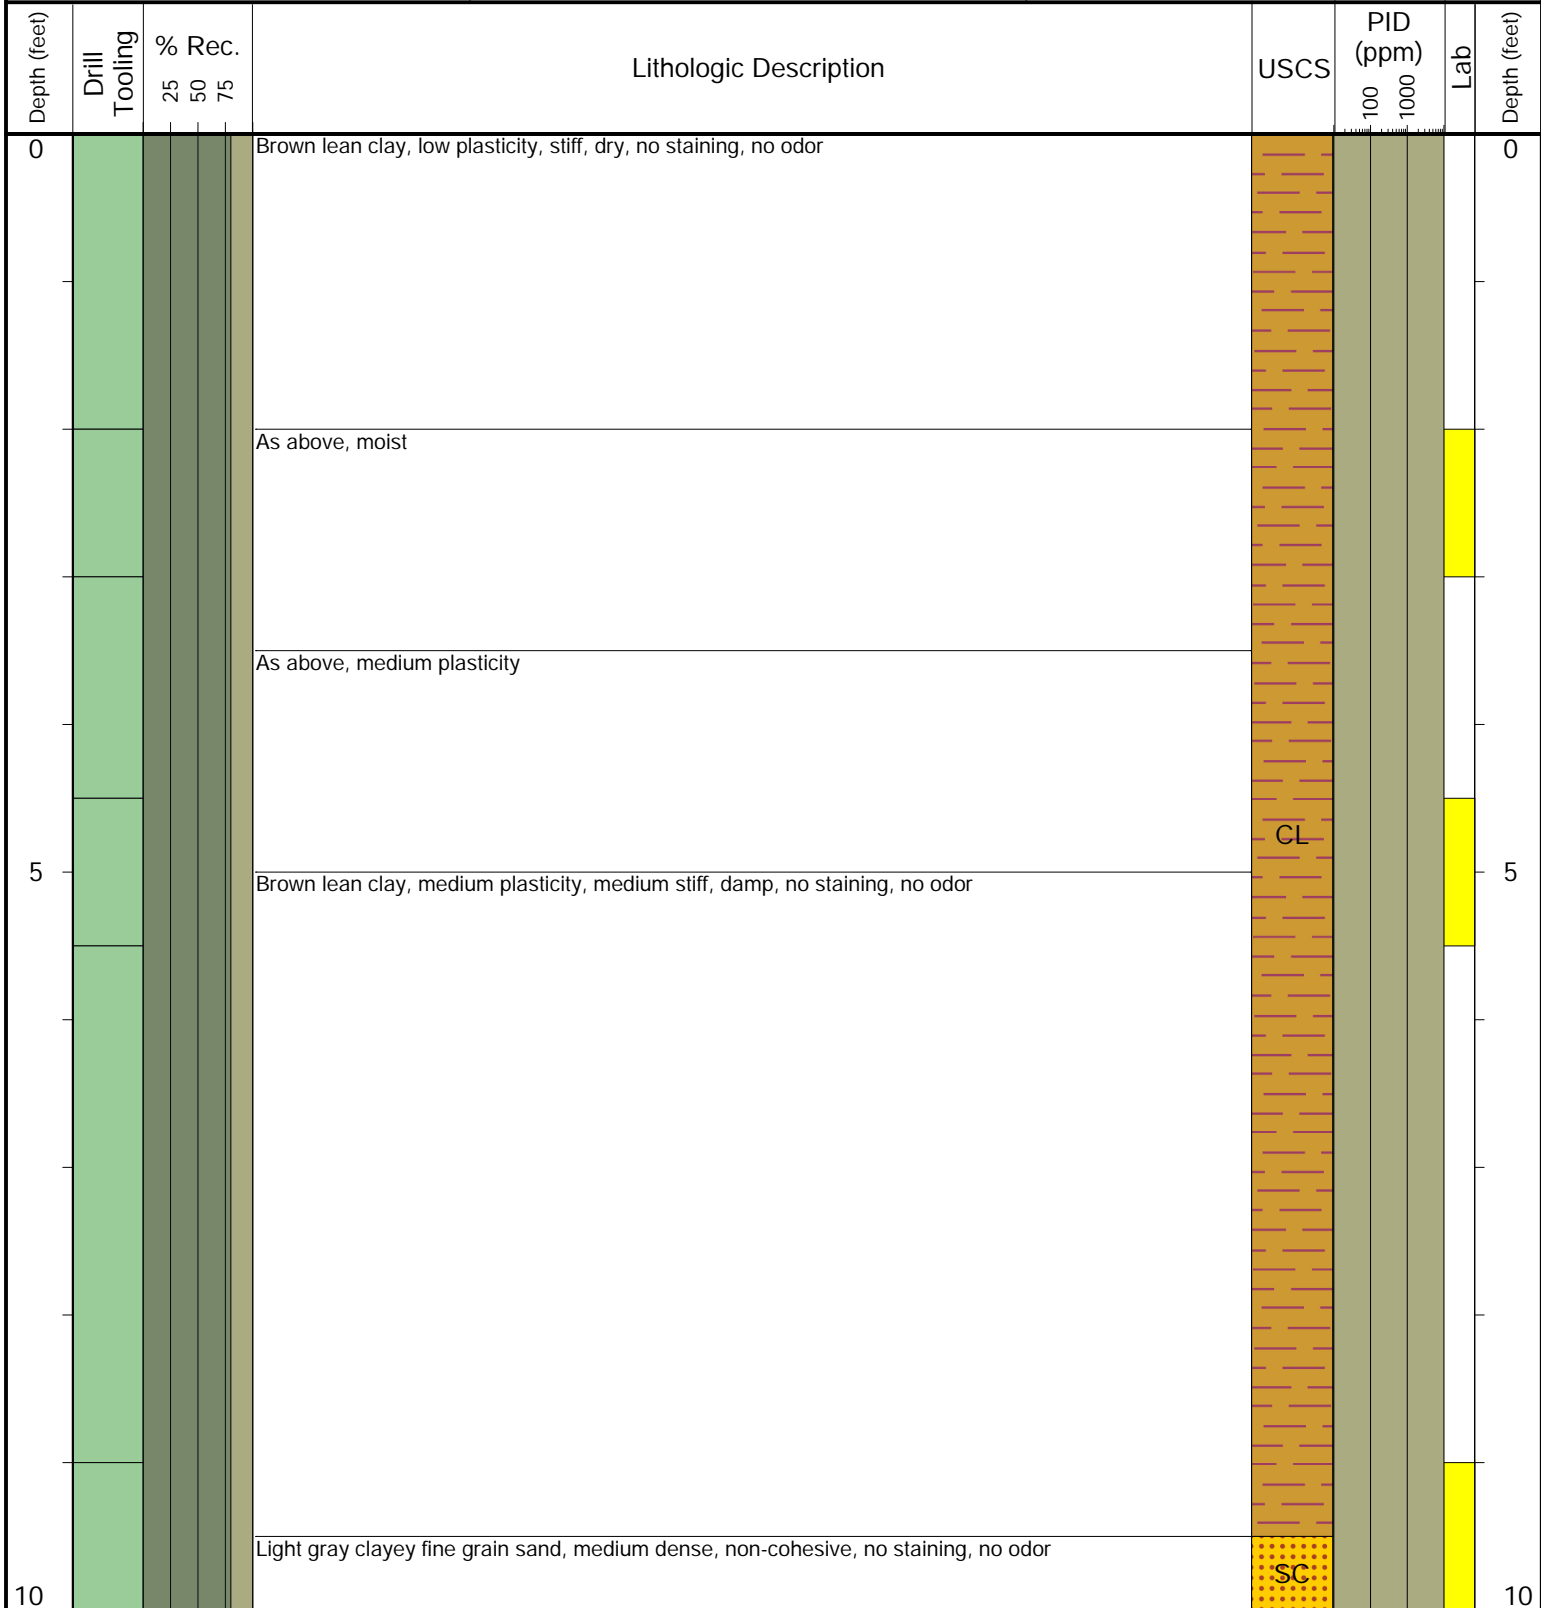 Depth (feet)
Drill
Tooling
% Rec.
25 50 75
Lithologic Description
USCS
PID
(ppm)
100 1000
Lab
Depth (feet)
0
Brown lean clay, low plasticity, stiff, dry, no staining, no odor
0
As above, moist
As above, medium plasticity
CL
5
Brown lean clay, medium plasticity, medium stiff, damp, no staining, no odor
5
Light gray clayey fine grain sand, medium dense, non-cohesive, no staining, no odor
SC
10
10